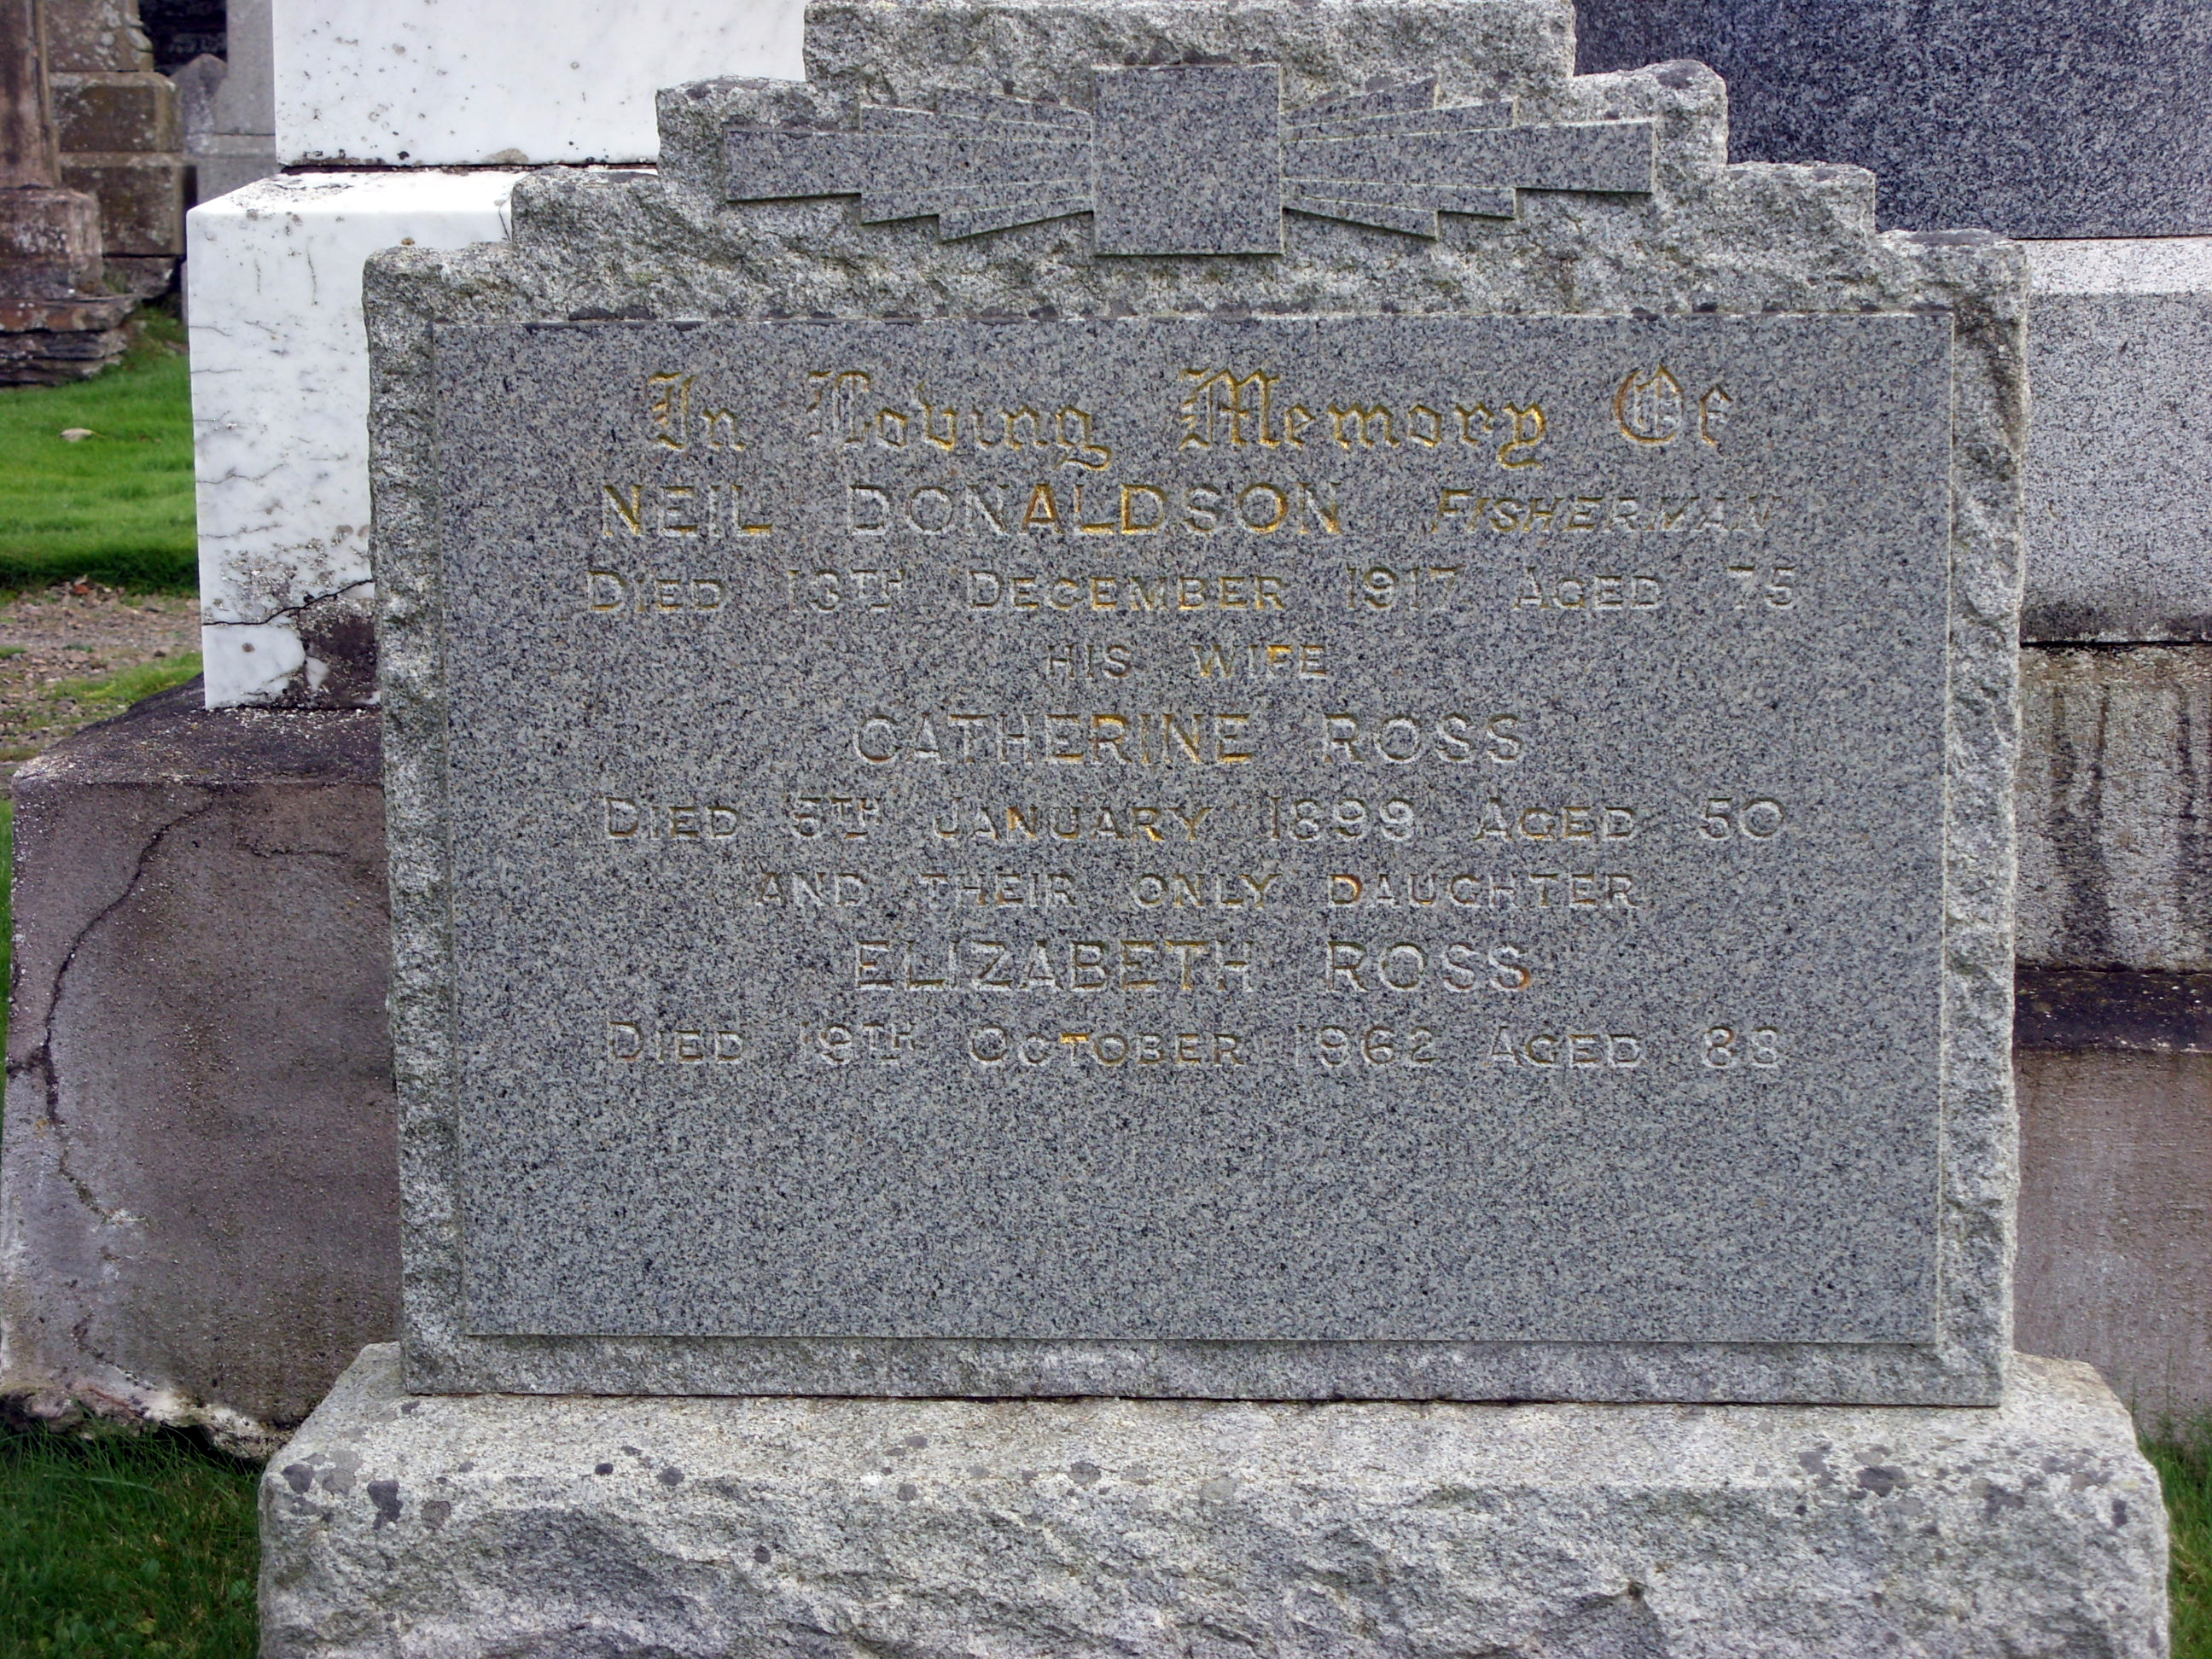 In Loving Memory Of
NEIL DONALDSON FISHERMAN
DIED 13TH DECEMBER 1917 AGED 75
HIS WIFE
CATHERINE ROSS
DIED 5TH JANUARY 1899 AGED 50
AND THEIR ONLY DAUGHTER
ELIZABETH ROSS
DIED 19TH OCTOBER 1962 AGED 88